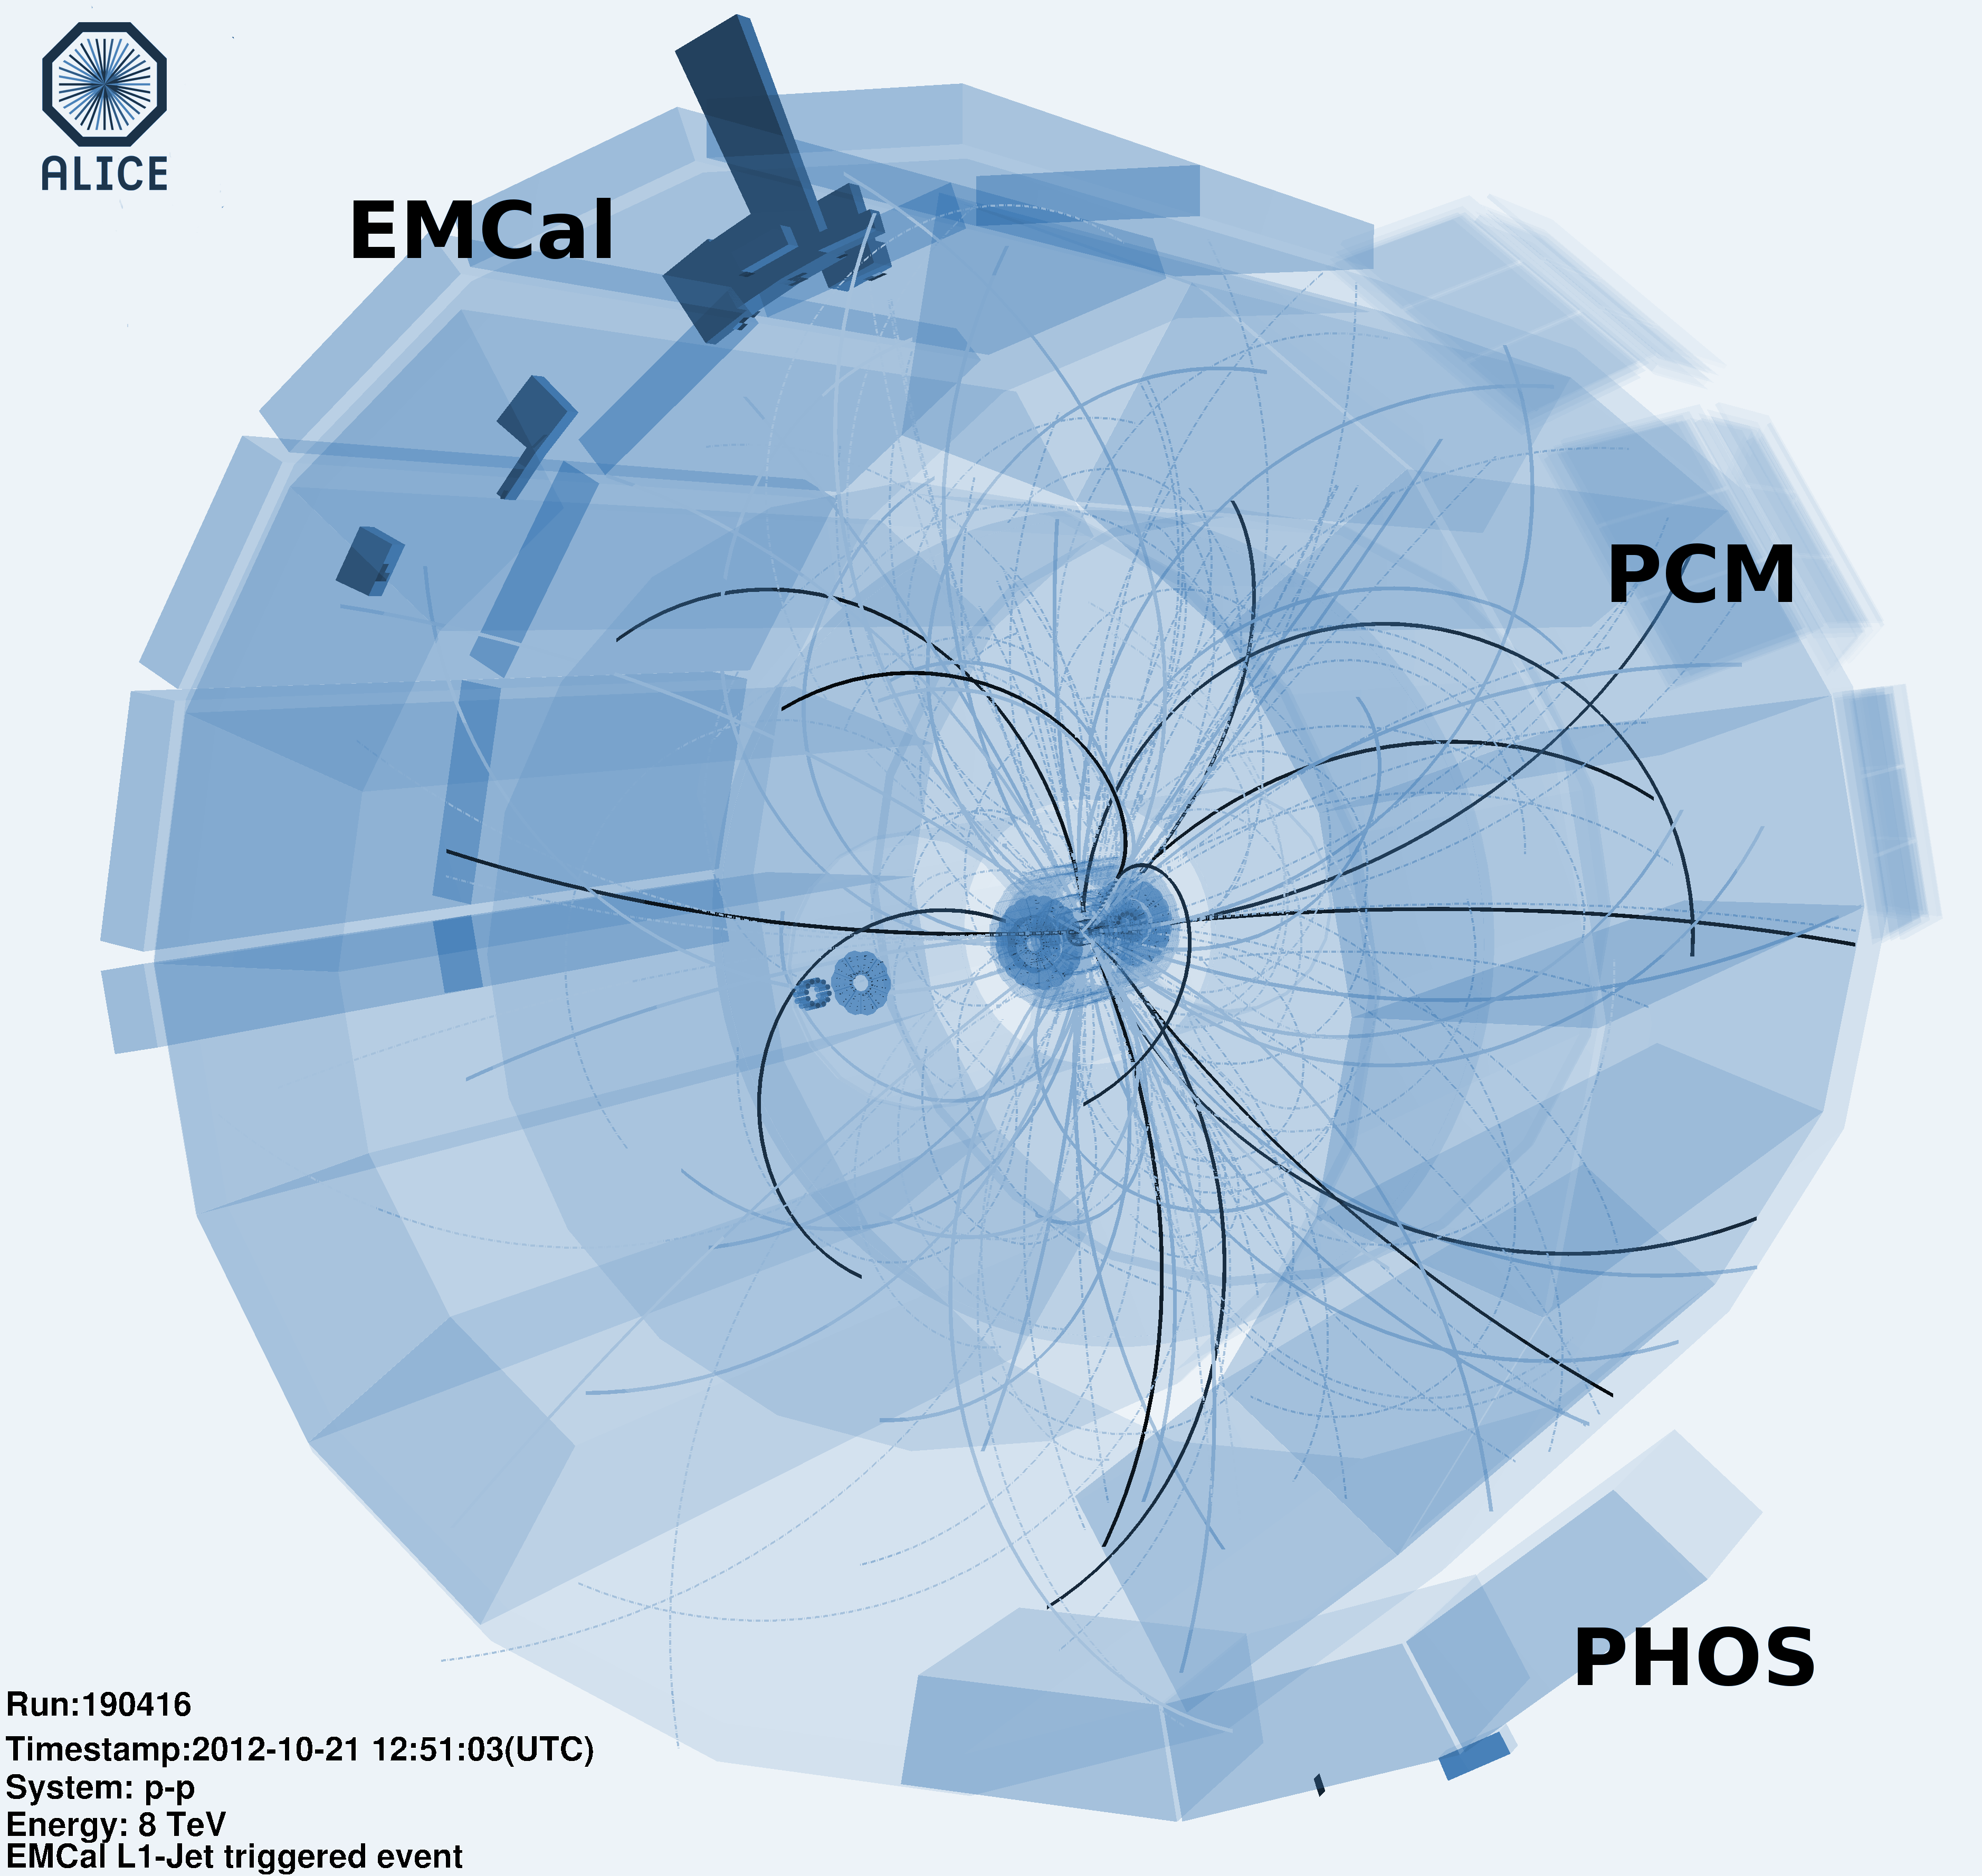 ALICE
EMCal
PCM
PHOS
Run:190416
Timestamp:2012-10-21 12:51:03(UTC)
System: p-p
Energy: 8 TeV
EMCal L1-Jet triggered event